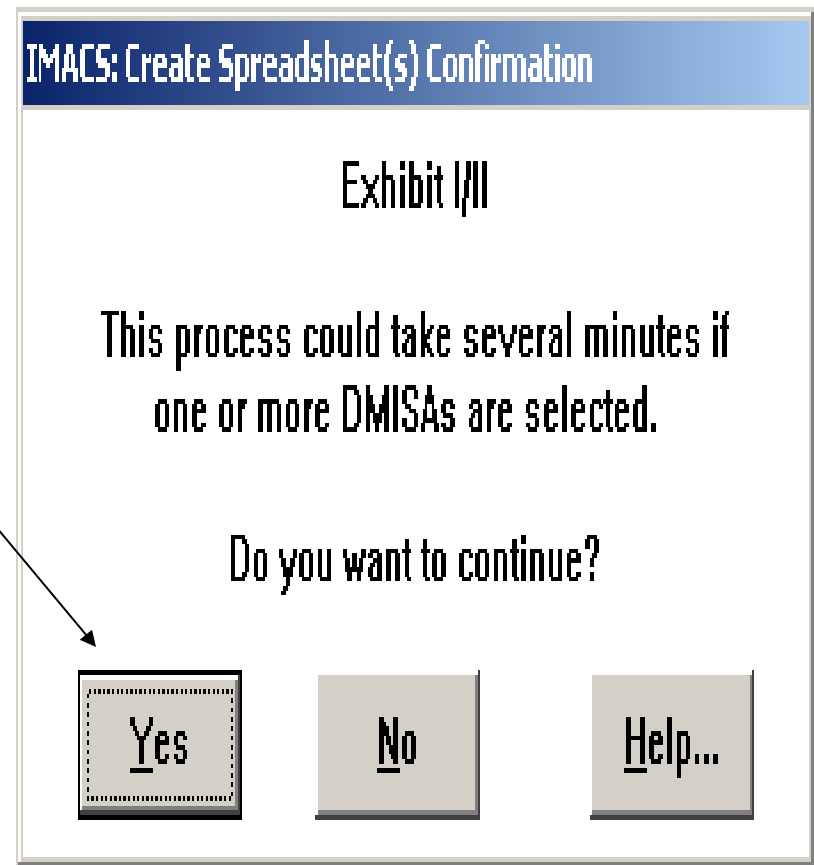 IMACS: Create Spreadsheet(s) Confirmation
Exhibit I/II
This process could take several minutes if
one or more DMISAs are selected.
Do you want to continue?
Yes No Help...